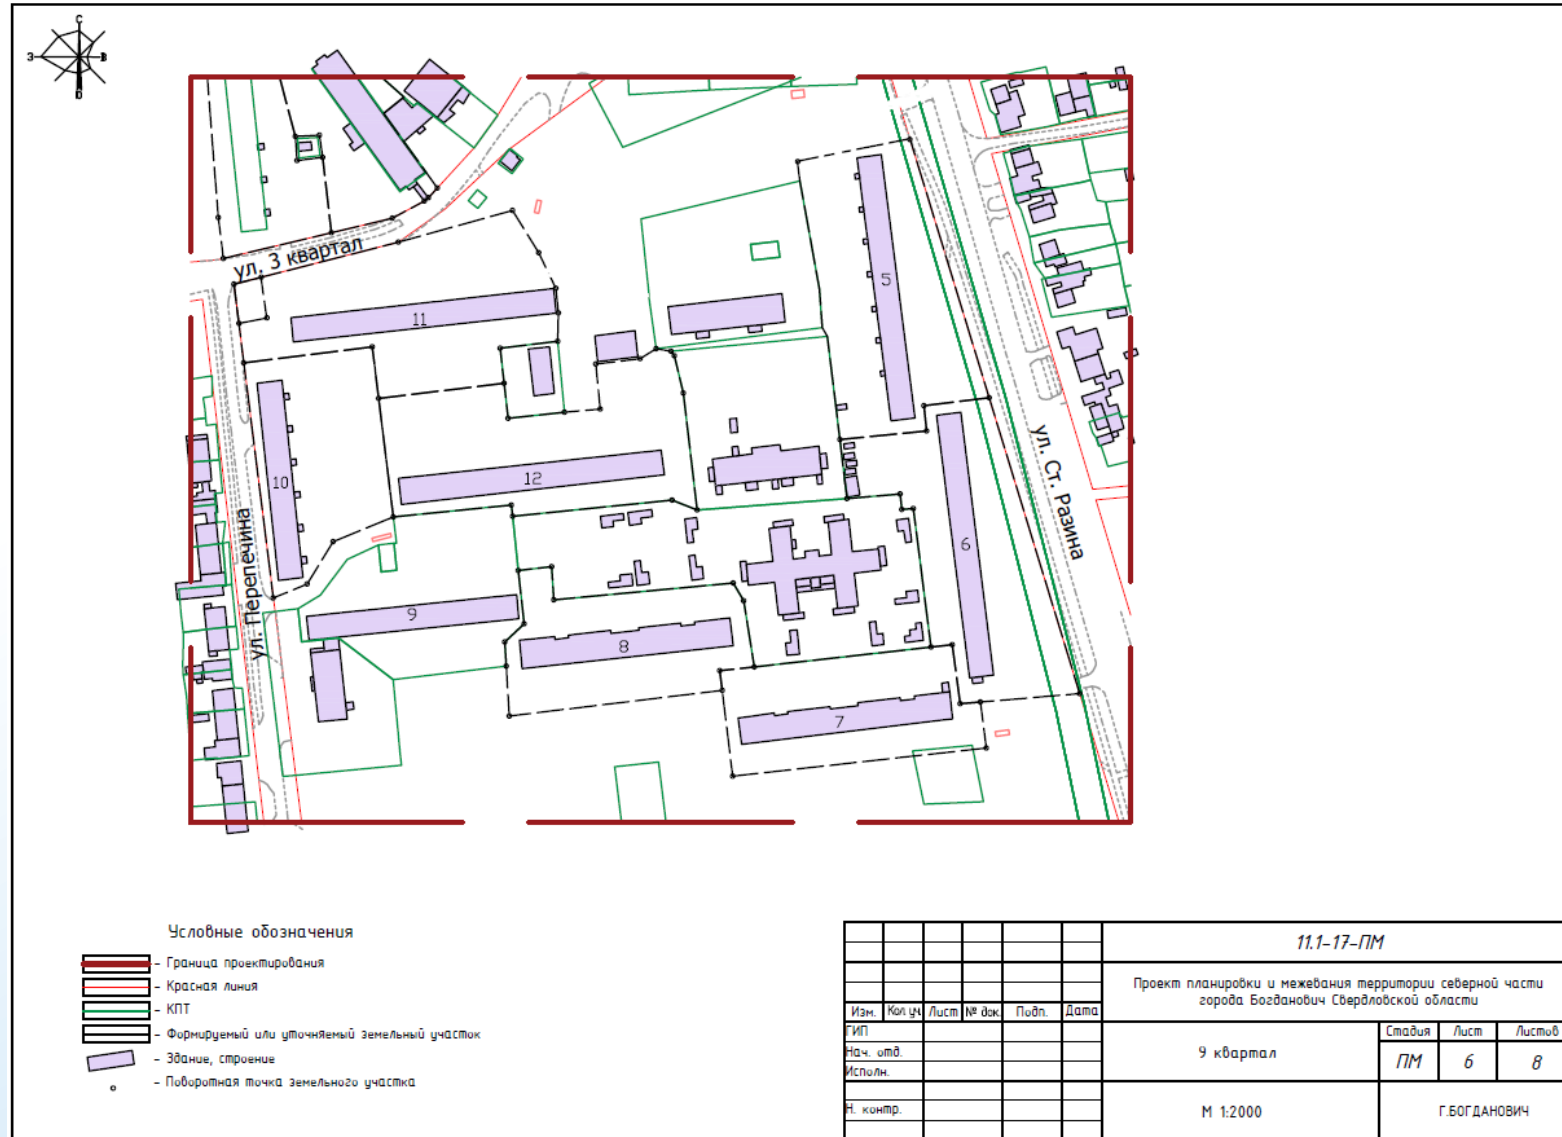 С
З
В
Ю
ул. 3 квартал
5
11
10
12
ул. Ст. Разина
6
ул. Перепечина
9
8
7
Условные обозначения
- Граница проектирования
- Красная линия
- КПТ
- Формируемый или уточняемый земельный участок
- Здание, строение
- Поворотная точка земельного участка
11.1-17-ПМ
Проект планировки и межевания территории северной части
города Богданович Свердловской области
Изм. Кол.уч Лист № док. Подп. Дата
ГИП
Нач. отд.
Исполн.
Н. контр.
9 квартал
Стадия Лист Листов
ПМ 6 8
М 1:2000
Г.БОГДАНОВИЧ